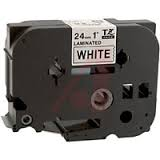 24mm 1"
TZ
LAMINATED
WHITE